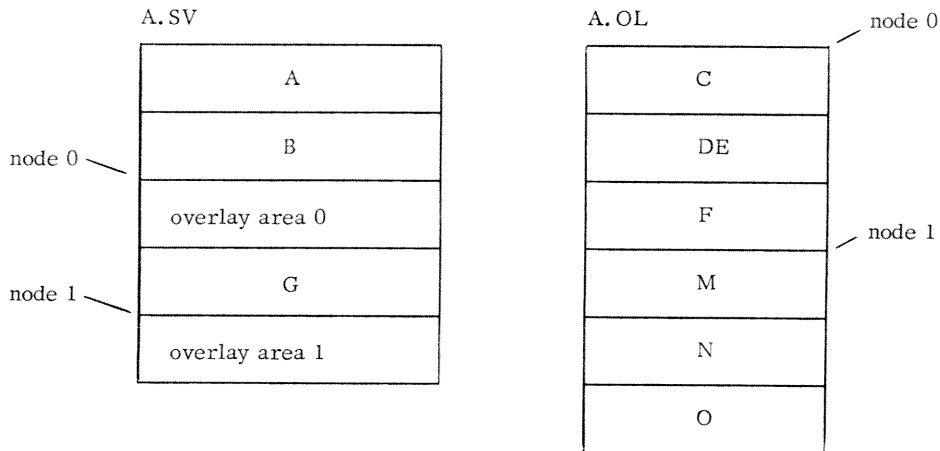 A.SV
A
B
node 0
overlay area 0
G
node 1
overlay area 1
A.OL
node 0
C
DE
F
node 1
M
N
O